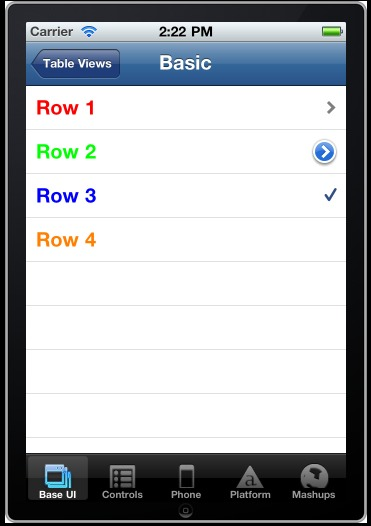 Carrier 2:22 PM
Table Views Basic
Row 1
Row 2
Row 3
Row 4
Base UI Controls Phone Platform Mashups